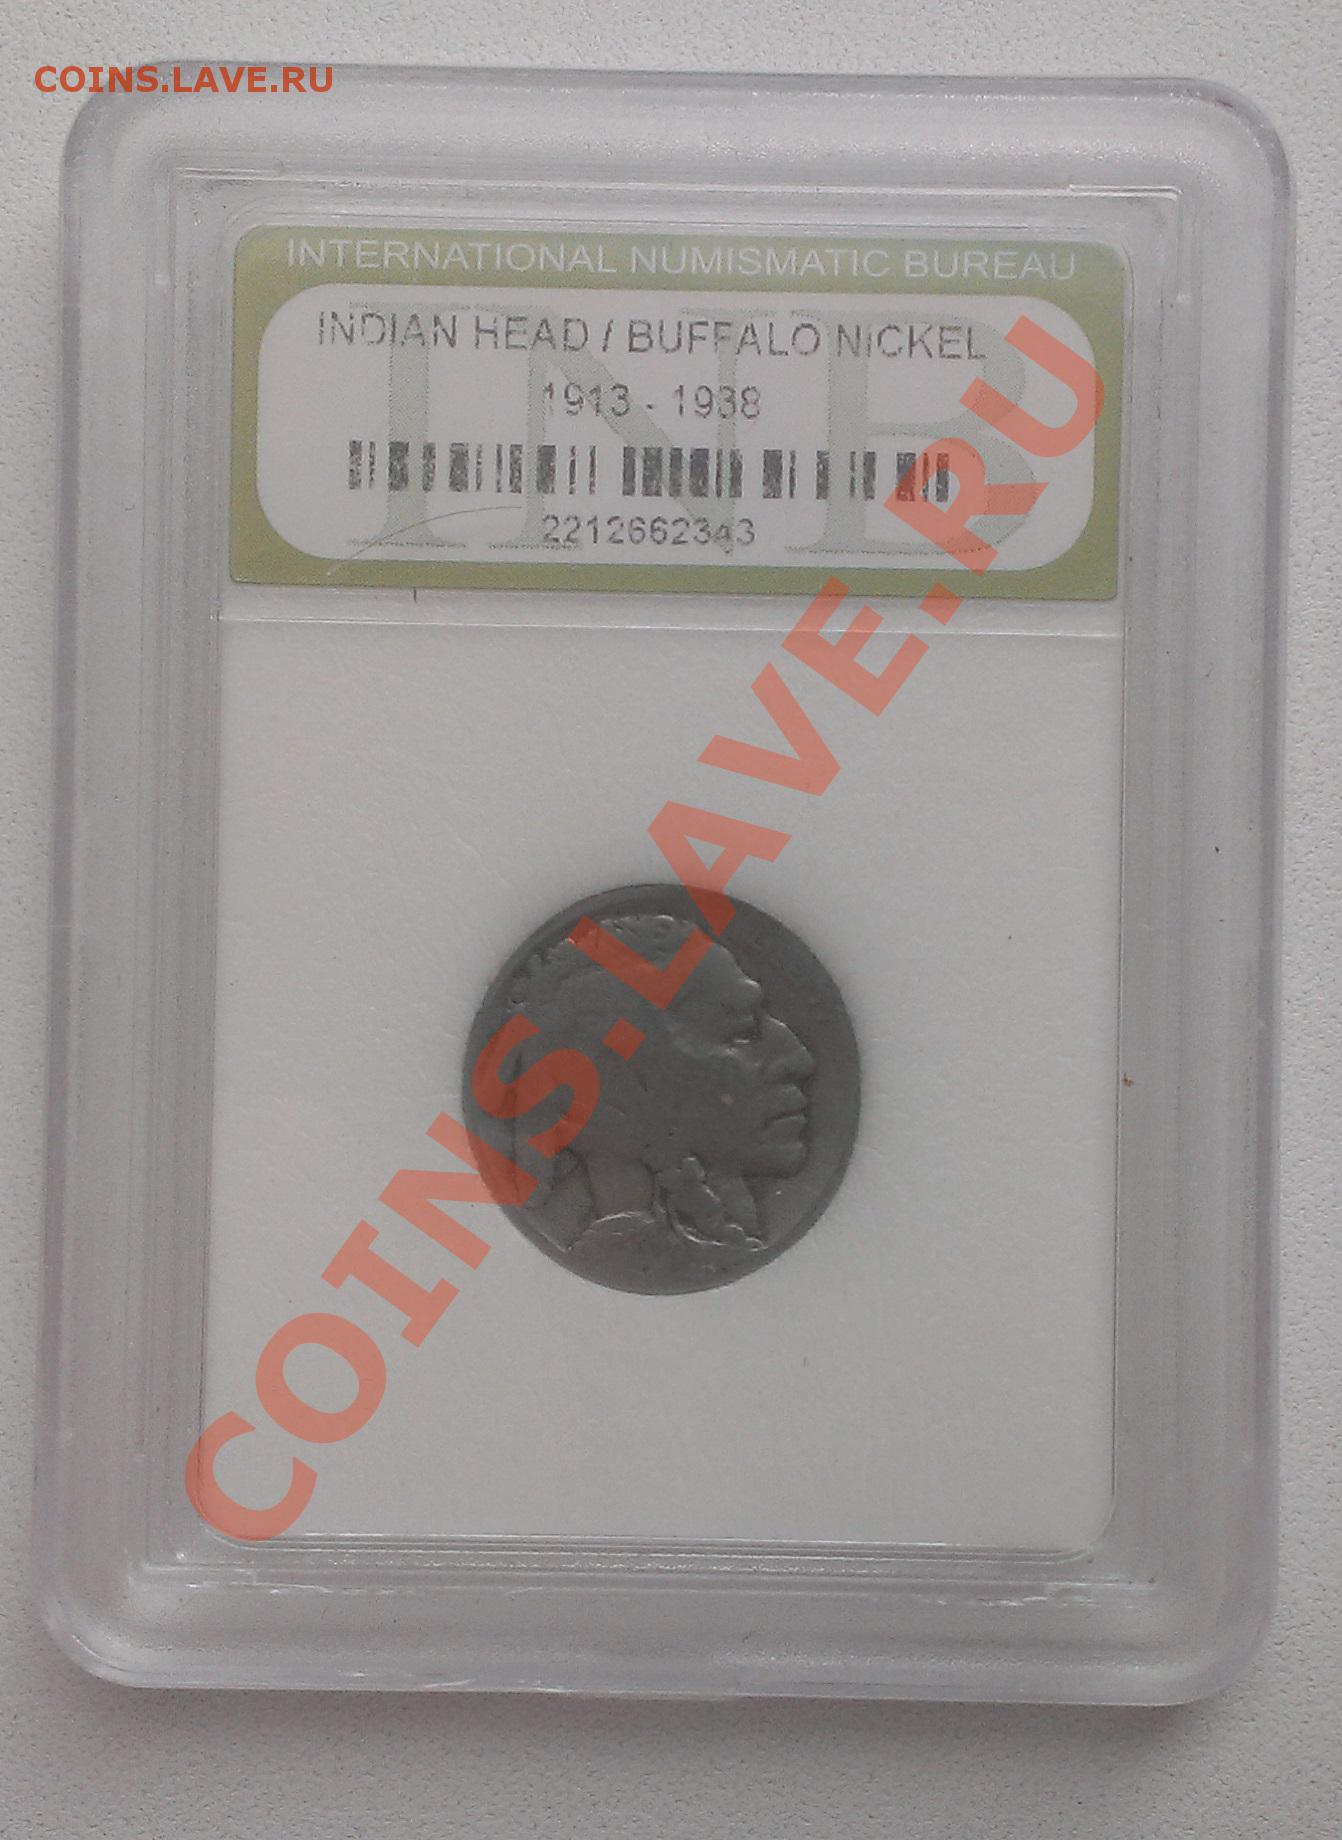 COINS.LAVE.RU
INTERNATIONAL NUMISMATIC BUREAU
INB
INDIAN HEAD / BUFFALO NICKEL
1913 - 1938
2212662343
COINS.LAVE.RU